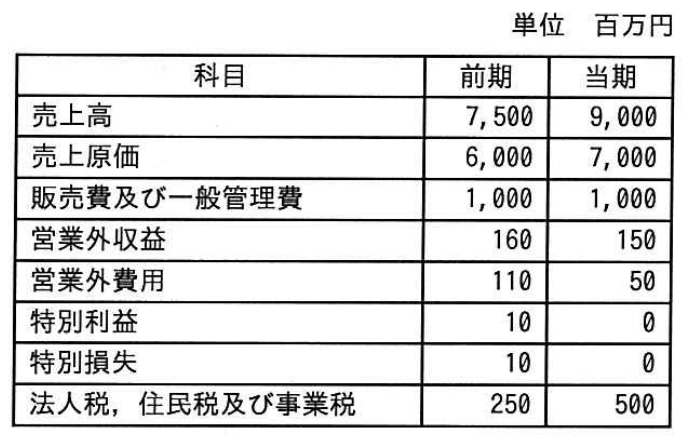 単位 百万円
科目 前期 当期
売上高 7,500 9,000
売上原価 6,000 7,000
販売費及び一般管理費 1,000 1,000
営業外収益 160 150
営業外費用 110 50
特別利益 10 0
特別損失 10 0
法人税，住民税及び事業税 250 500